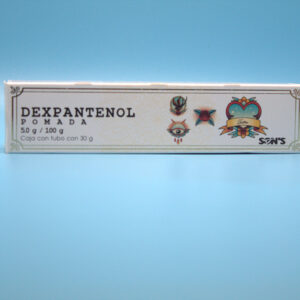 DEXPANTENOL
POMADA
5.0 g / 100 g
Caja con tubo con 30 g
SON'S